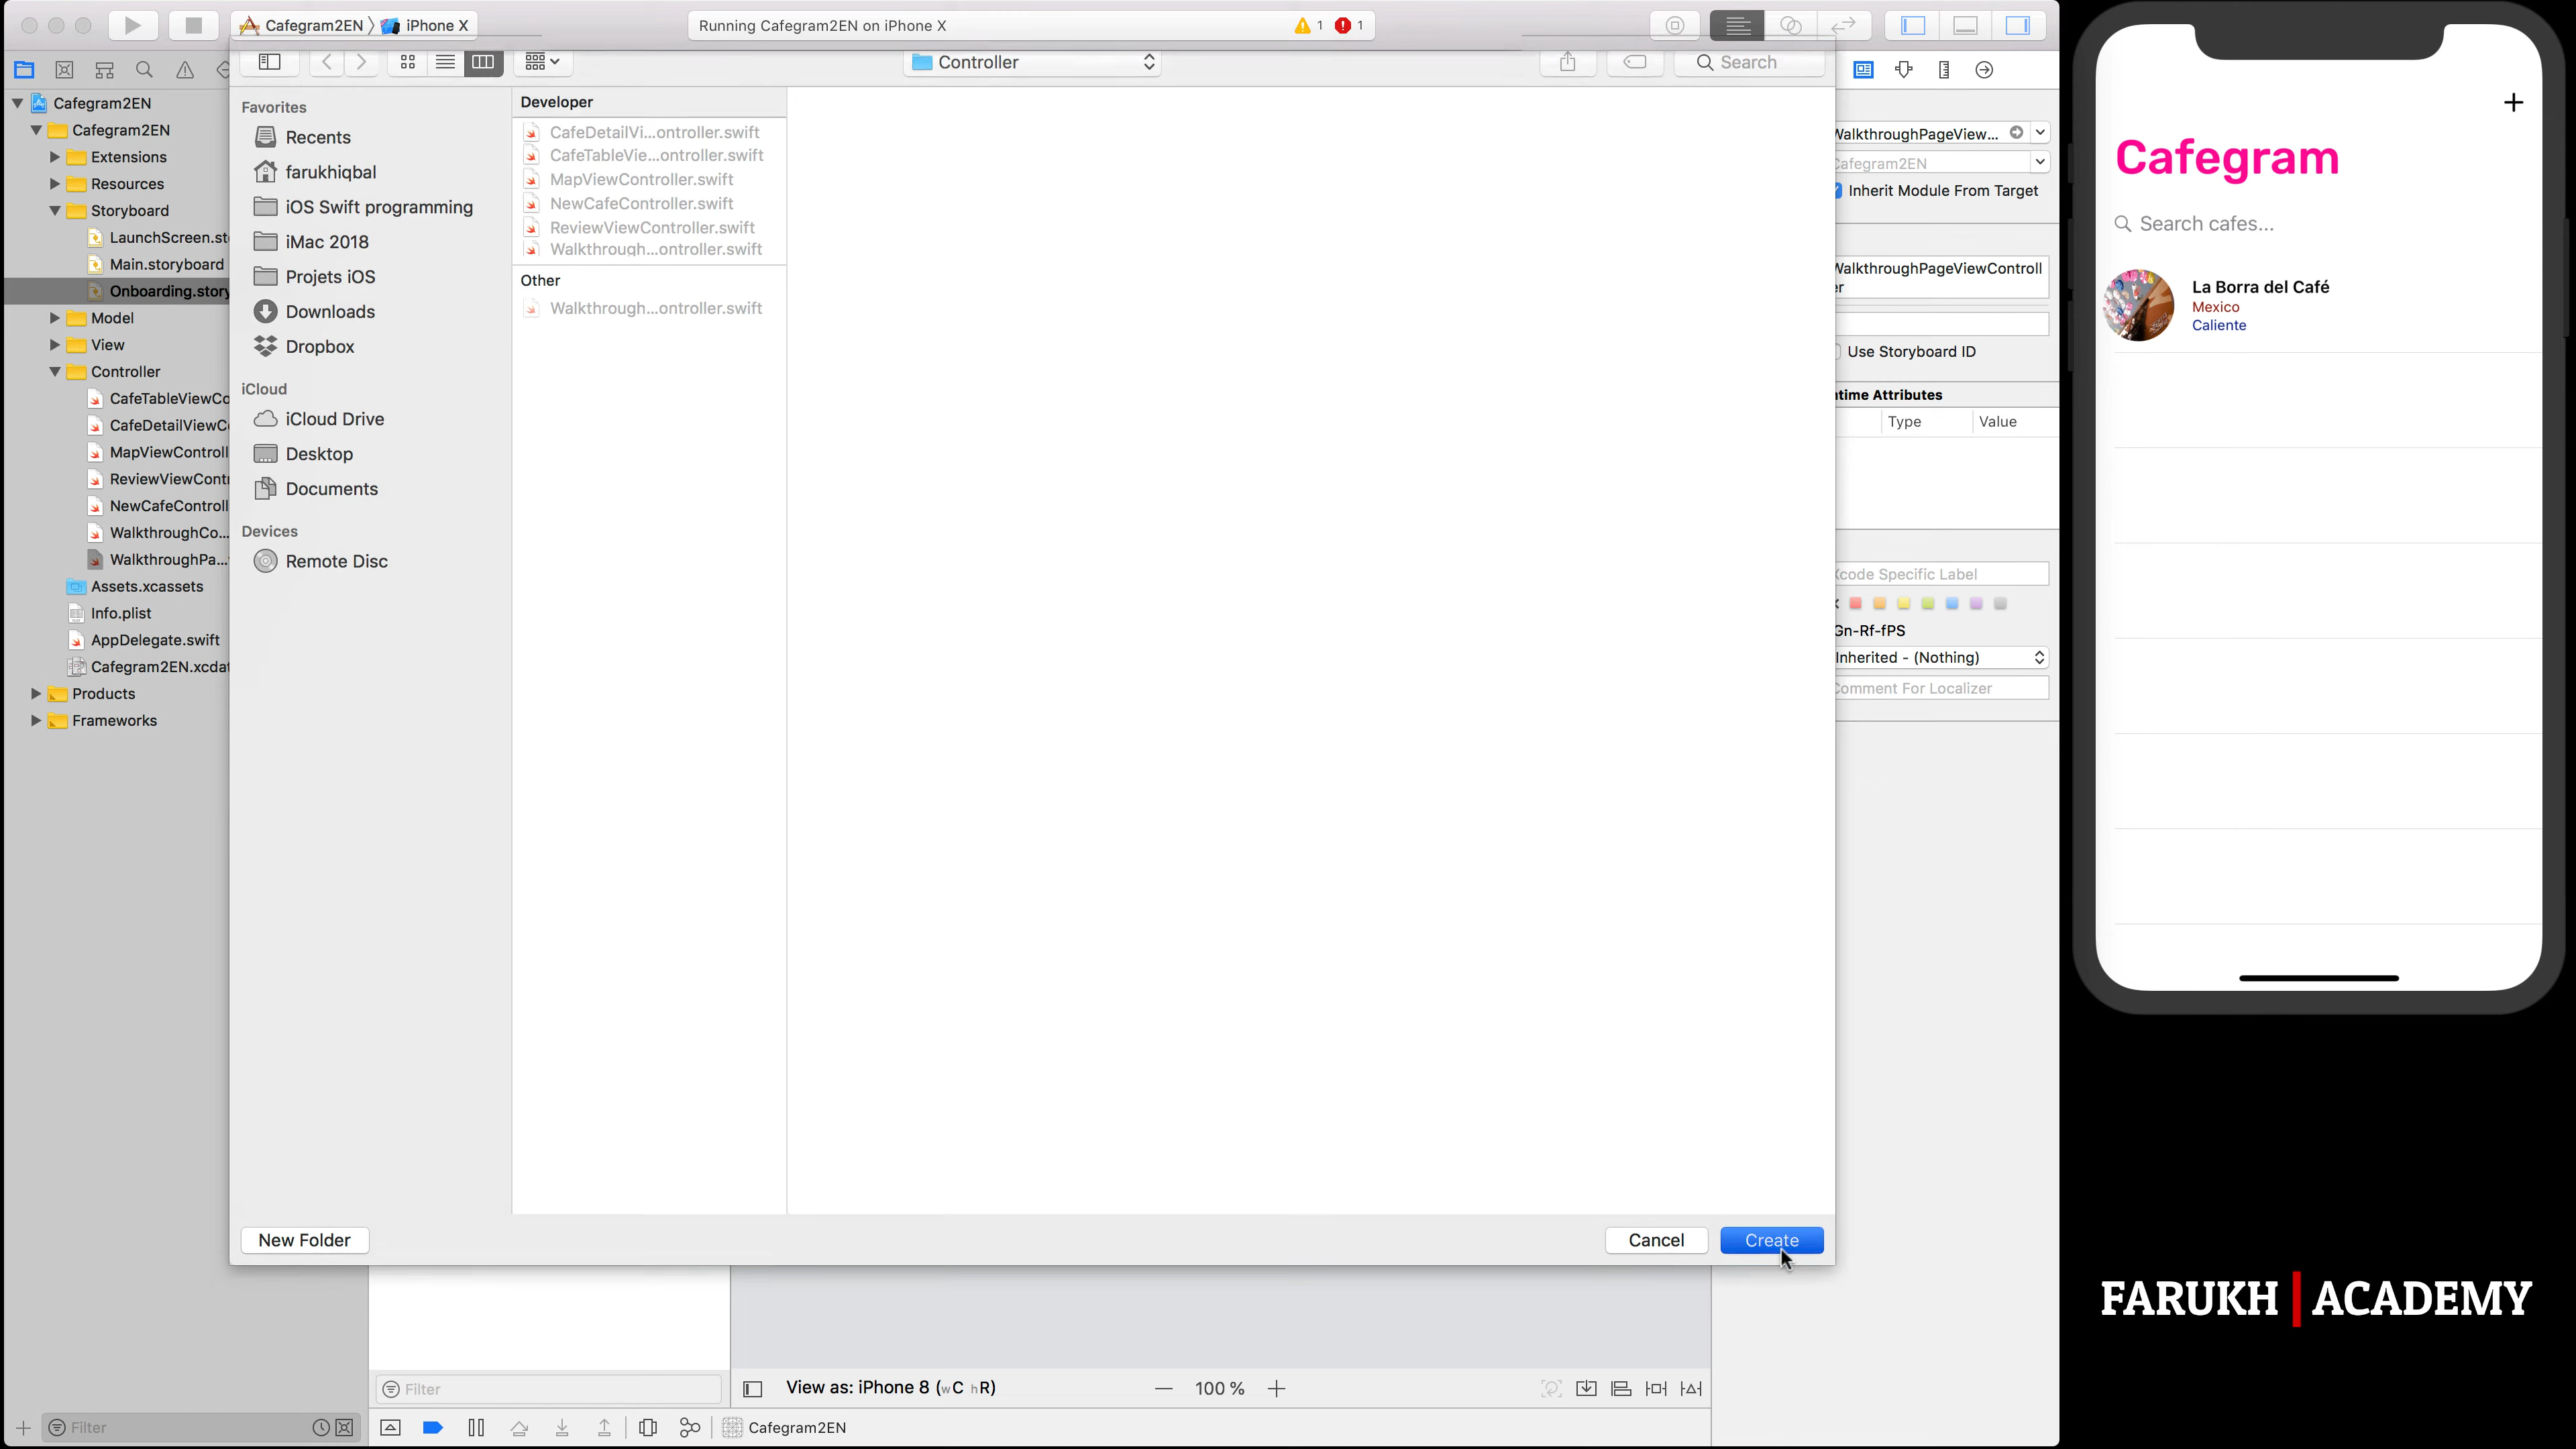 Cafegram2EN 〉 iPhone X
Running Cafegram2EN on iPhone X
1
1
Controller
Search
Cafegram2EN
Cafegram2EN
Extensions
Resources
Storyboard
LaunchScreen.st
Main.storyboard
Onboarding.story
Model
View
Controller
CafeTableViewCo
CafeDetailViewC
MapViewControll
ReviewViewCont
NewCafeControll
WalkthroughCo...
WalkthroughPa...
Assets.xcassets
Info.plist
AppDelegate.swift
Cafegram2EN.xcdat
Products
Frameworks
Filter
Favorites
Recents
farukhiqbal
iOS Swift programming
iMac 2018
Projets iOS
Downloads
Dropbox
iCloud
iCloud Drive
Desktop
Documents
Devices
Remote Disc
Developer
CafeDetailVi...ontroller.swift
CafeTableVie...ontroller.swift
MapViewController.swift
NewCafeController.swift
ReviewViewController.swift
Walkthrough...ontroller.swift
Other
Walkthrough...ontroller.swift
New Folder
Cancel
Create
WalkthroughPageView...
Cafegram2EN
Inherit Module From Target
WalkthroughPageViewControll
er
Use Storyboard ID
ntime Attributes
Type
Value
Xcode Specific Label
Gn-Rf-fPS
Inherited - (Nothing)
Comment For Localizer
Filter
View as: iPhone 8 (wC hR)
100 %
Cafegram2EN
Cafegram
Search cafes...
La Borra del Café
Mexico
Caliente
FARUKH | ACADEMY